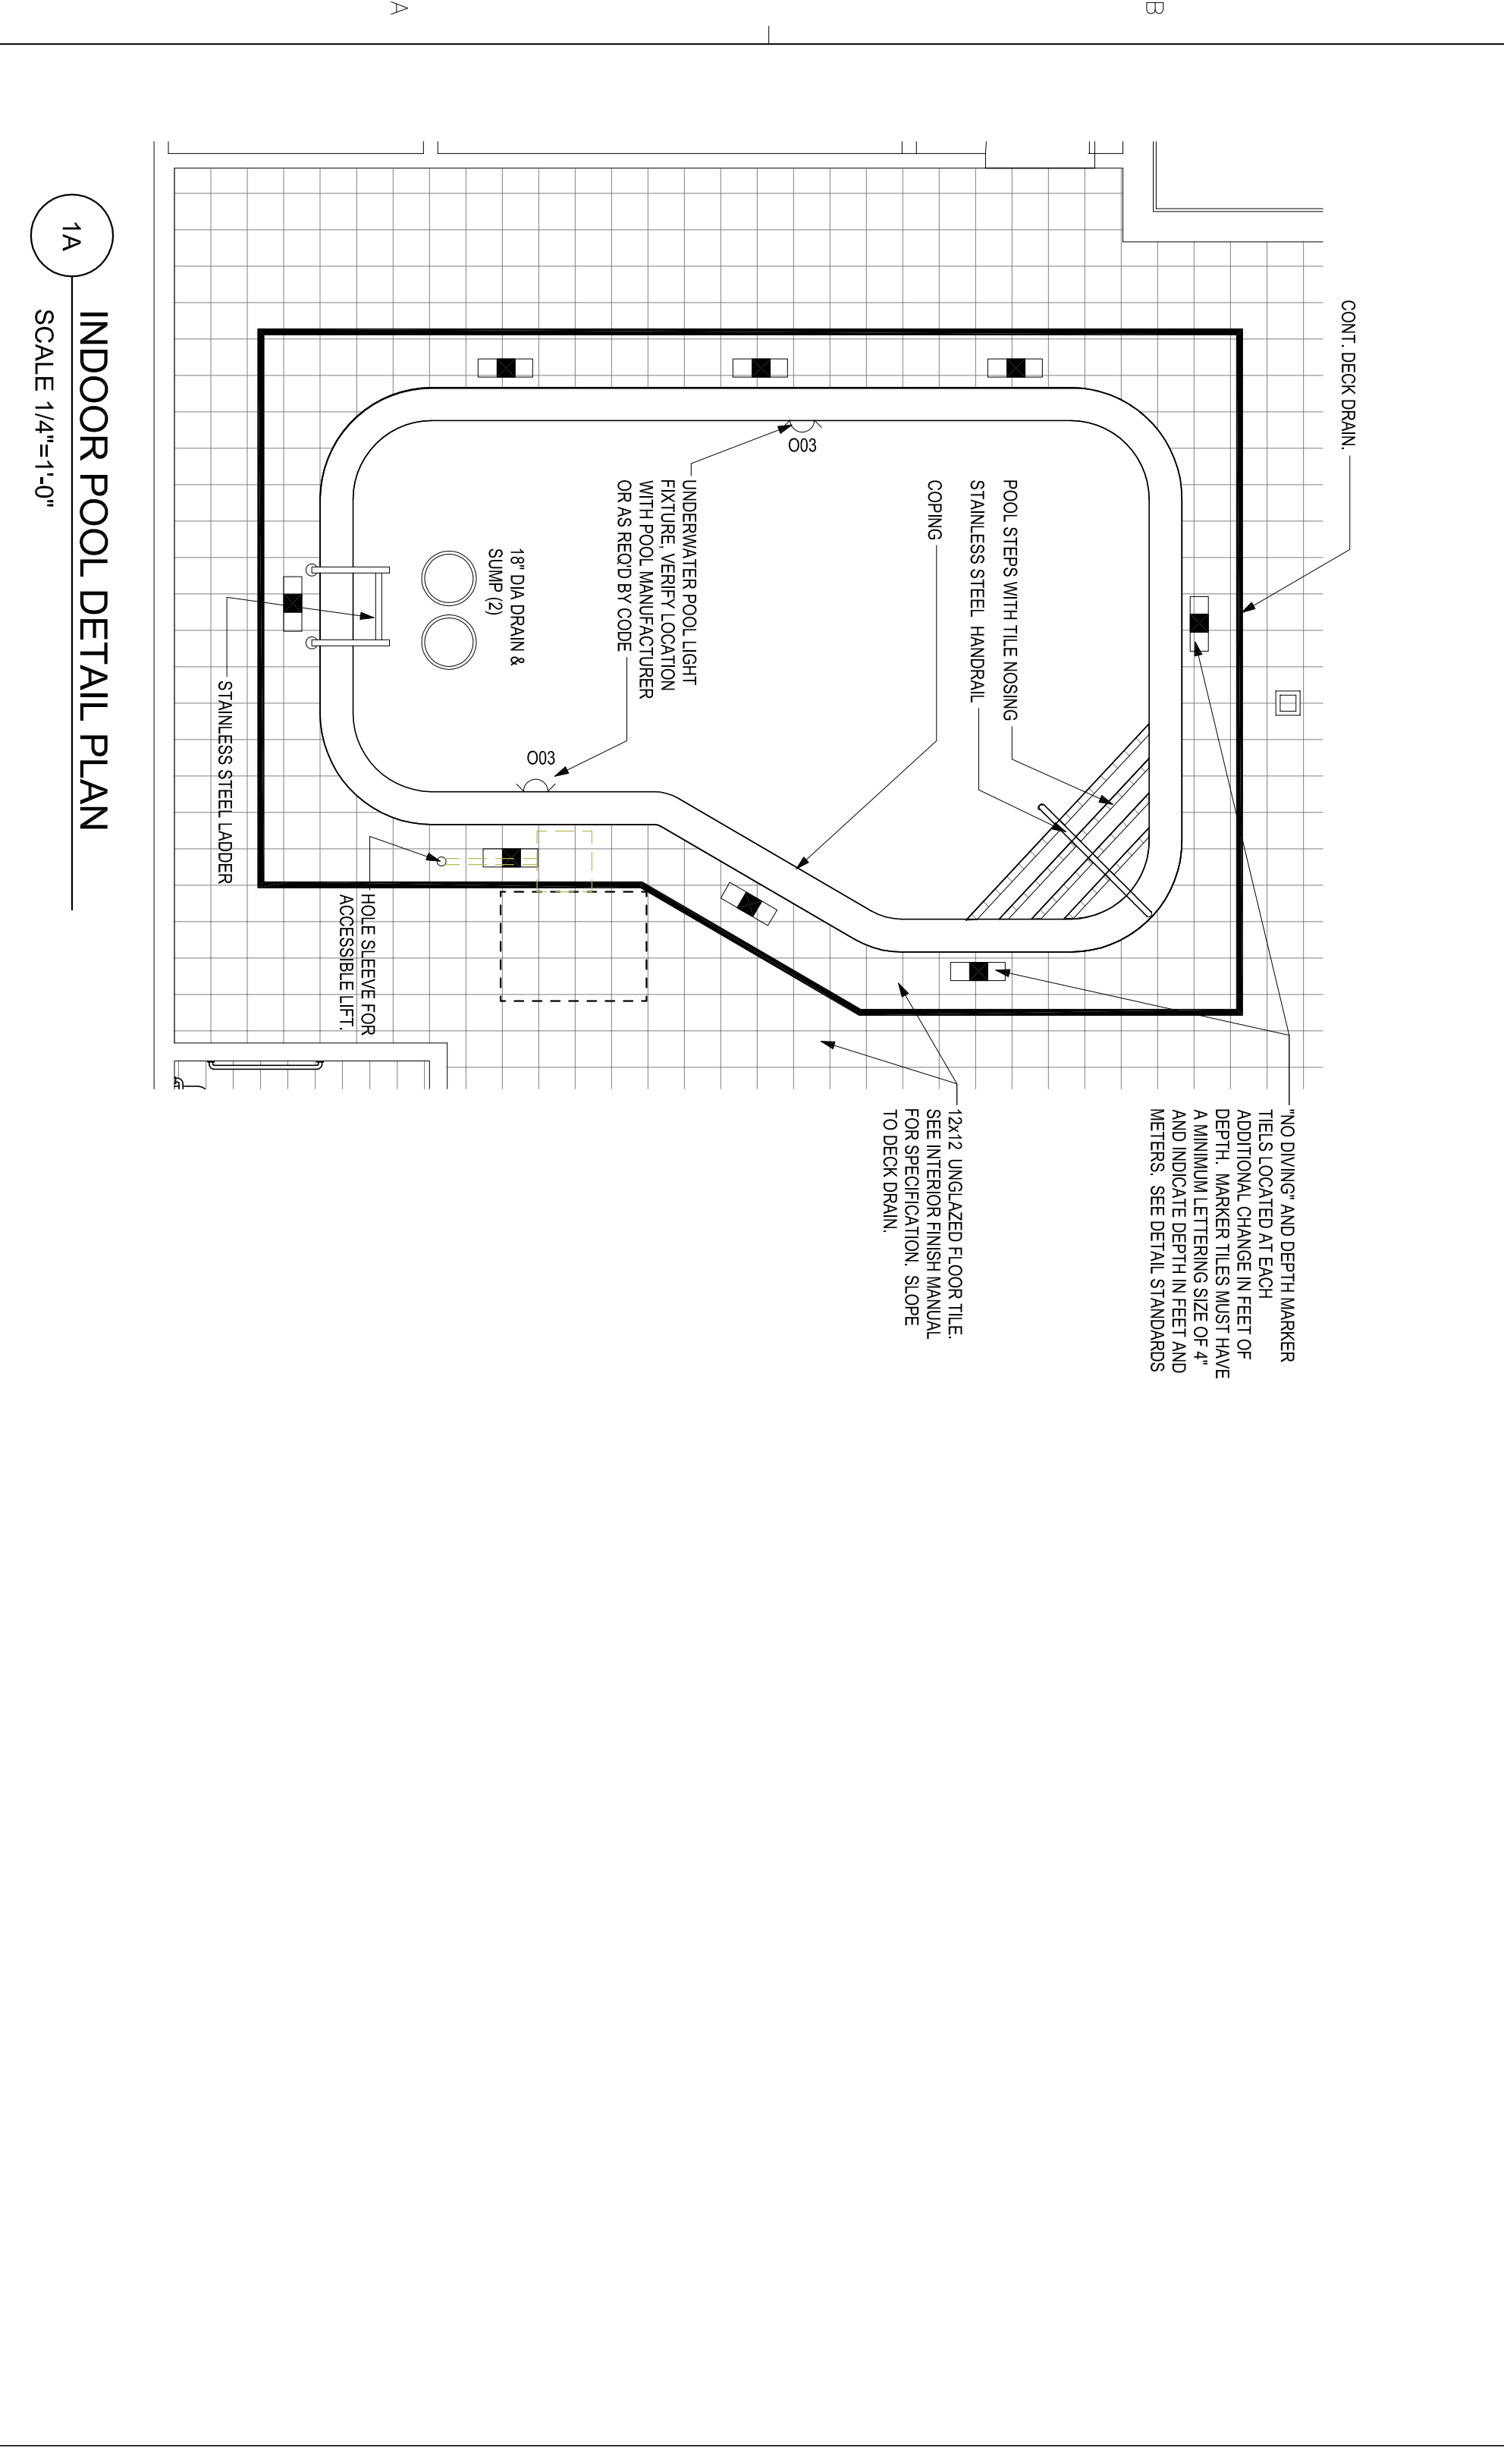 A
B
CONT. DECK DRAIN.
"NO DIVING" AND DEPTH MARKER
TIELS LOCATED AT EACH
ADDITIONAL CHANGE IN FEET OF
DEPTH.  MARKER TILES MUST HAVE
A MINIMUM LETTERING SIZE OF 4"
AND INDICATE DEPTH IN FEET AND
METERS.  SEE DETAIL STANDARDS
POOL STEPS WITH TILE NOSING
STAINLESS STEEL  HANDRAIL
COPING
12x12  UNGLAZED FLOOR TILE.
SEE INTERIOR FINISH MANUAL
FOR SPECIFICATION.  SLOPE
TO DECK DRAIN.
O03
UNDERWATER POOL LIGHT
FIXTURE, VERIFY LOCATION
WITH POOL MANUFACTURER
OR AS REQ'D BY CODE
O03
18" DIA DRAIN &
SUMP (2)
HOLE SLEEVE FOR
ACCESSIBLE LIFT.
STAINLESS STEEL LADDER
1A
INDOOR POOL DETAIL PLAN
SCALE 1/4"=1'-0"